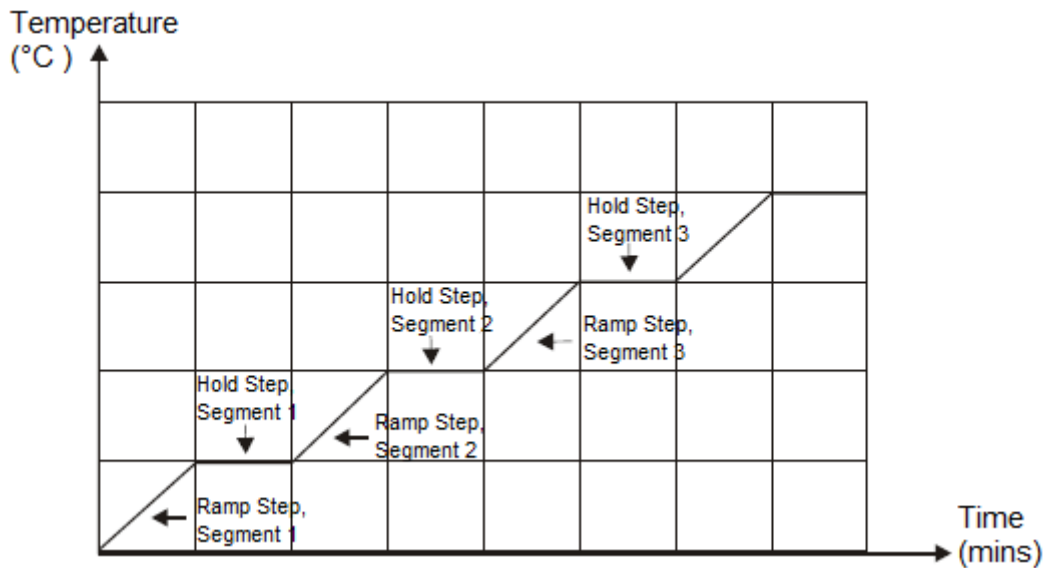 Temperature
(°C )
Hold Step,
Segment 3
Hold Step,
Segment 2
Ramp Step,
Segment 3
Hold Step,
Segment 1
Ramp Step,
Segment 2
Ramp Step,
Segment 1
Time
(mins)